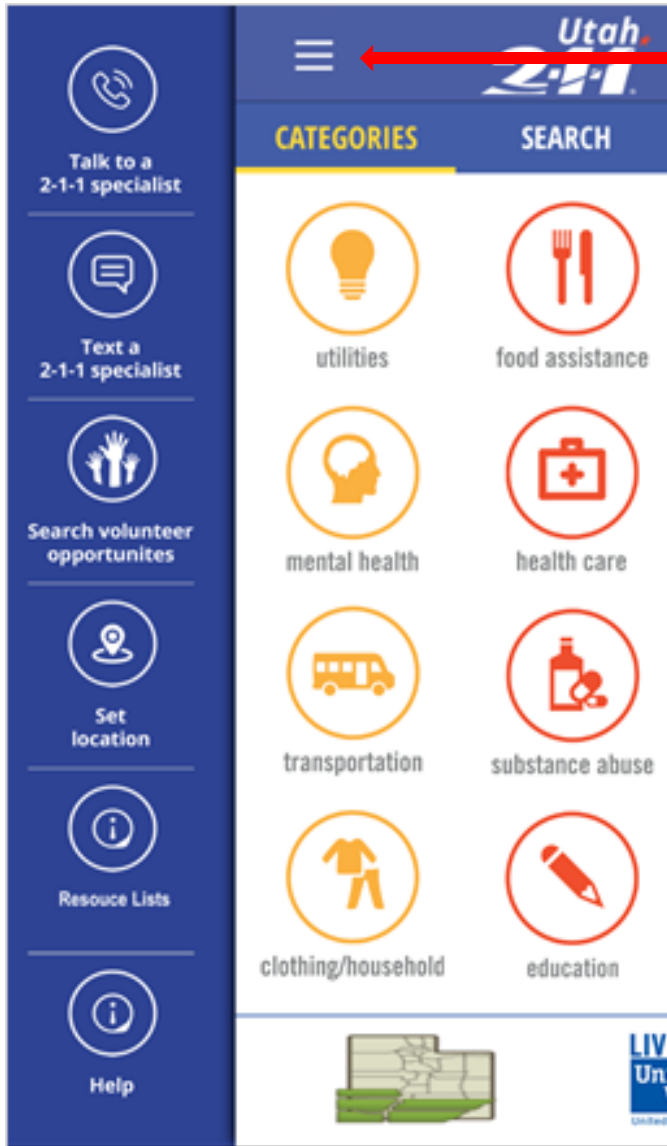 Talk to a
2-1-1 specialist
Text a
2-1-1 specialist
Search volunteer
opportunites
Set
location
Resouce Lists
Help
Utah
2-1-1
CATEGORIES
SEARCH
utilities
food assistance
mental health
health care
transportation
substance abuse
clothing/household
education
LIV
Un
United